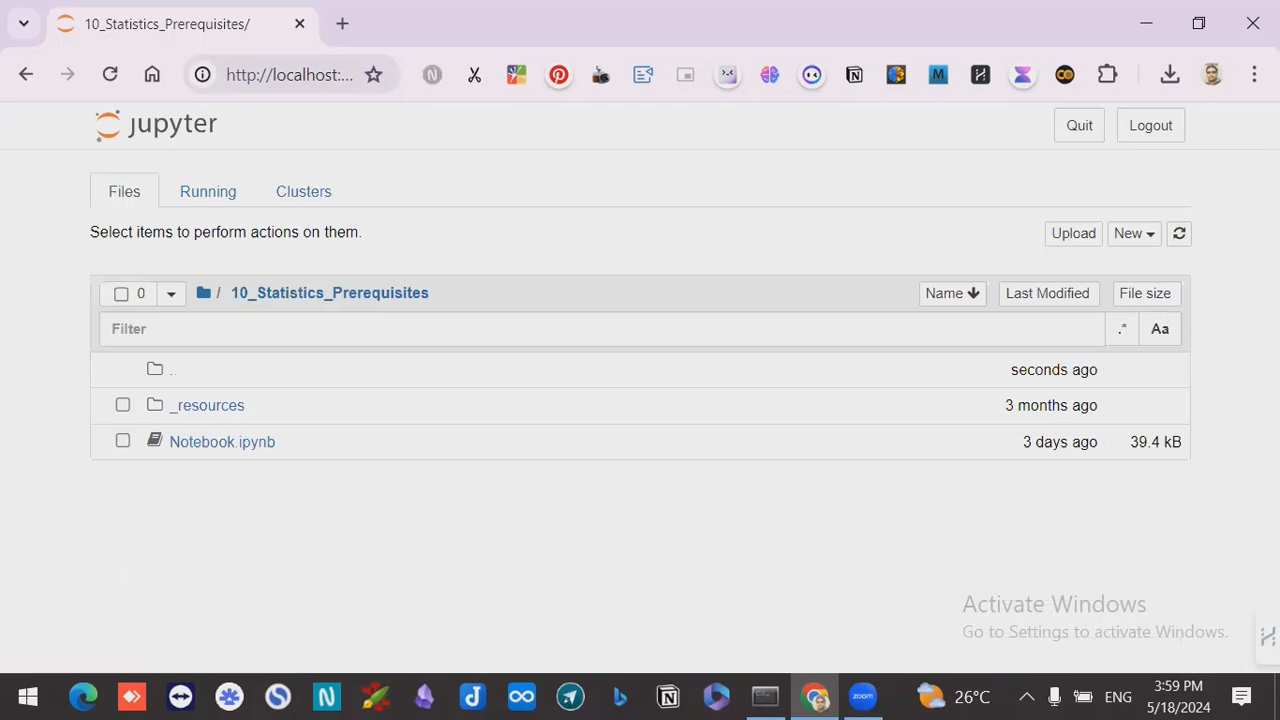 10_Statistics_Prerequisites/
http://localhost:...
jupyter
Quit
Logout
Files
Running
Clusters
Select items to perform actions on them.
Upload
New
0
/ 10_Statistics_Prerequisites
Name
Last Modified
File size
Filter
.*
Aa
..
seconds ago
_resources
3 months ago
Notebook.ipynb
3 days ago
39.4 kB
Activate Windows
Go to Settings to activate Windows.
zoom
26°C
ENG
3:59 PM
5/18/2024